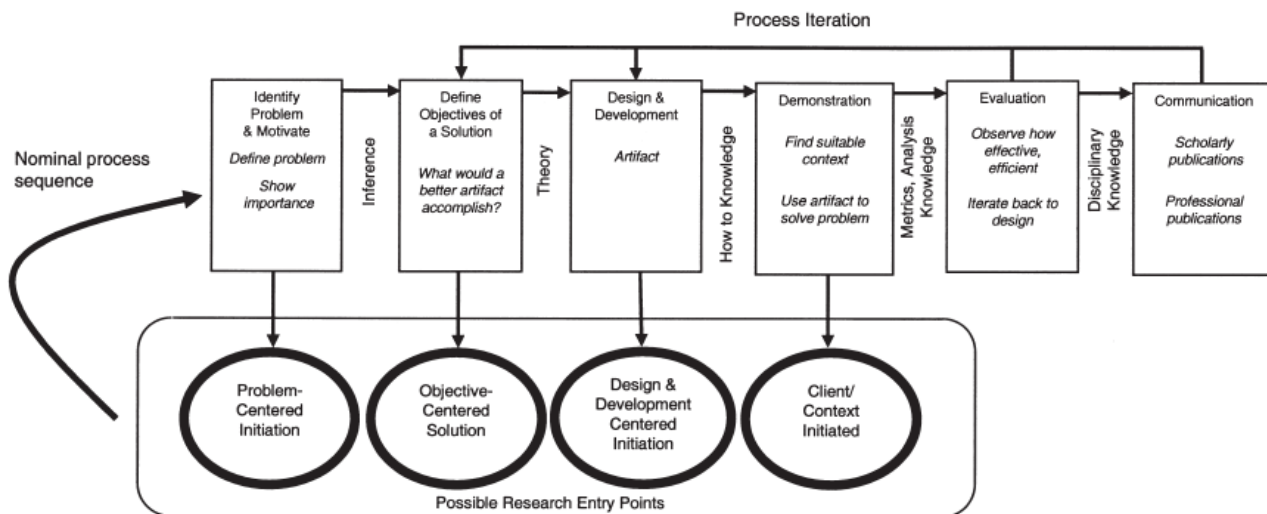 Process Iteration
Nominal process
sequence
Identify
Problem
& Motivate
Define problem
Show
importance
Inference
Define
Objectives of
a Solution
What would a
better artifact
accomplish?
Theory
Design &
Development
Artifact
How to Knowledge
Demonstration
Find suitable
context
Use artifact to
solve problem
Metrics, Analysis
Knowledge
Evaluation
Observe how
effective,
efficient
Iterate back to
design
Disciplinary
Knowledge
Communication
Scholarly
publications
Professional
publications
Problem-
Centered
Initiation
Objective-
Centered
Solution
Design &
Development
Centered
Initiation
Client/
Context
Initiated
Possible Research Entry Points